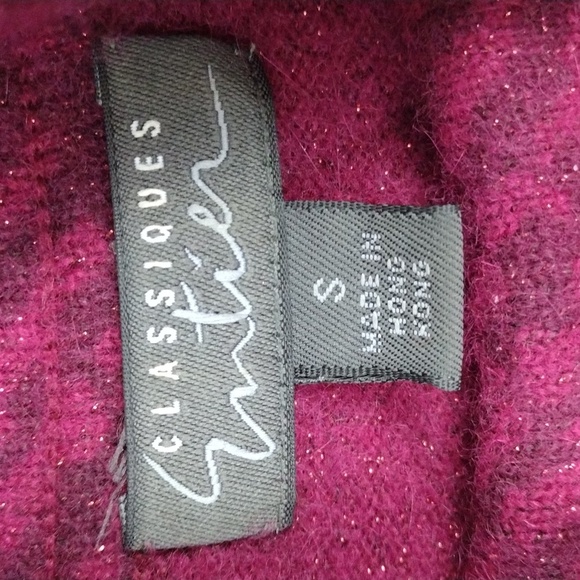 CLASSIQUES
Entier
S
MADE IN
HONG
KONG